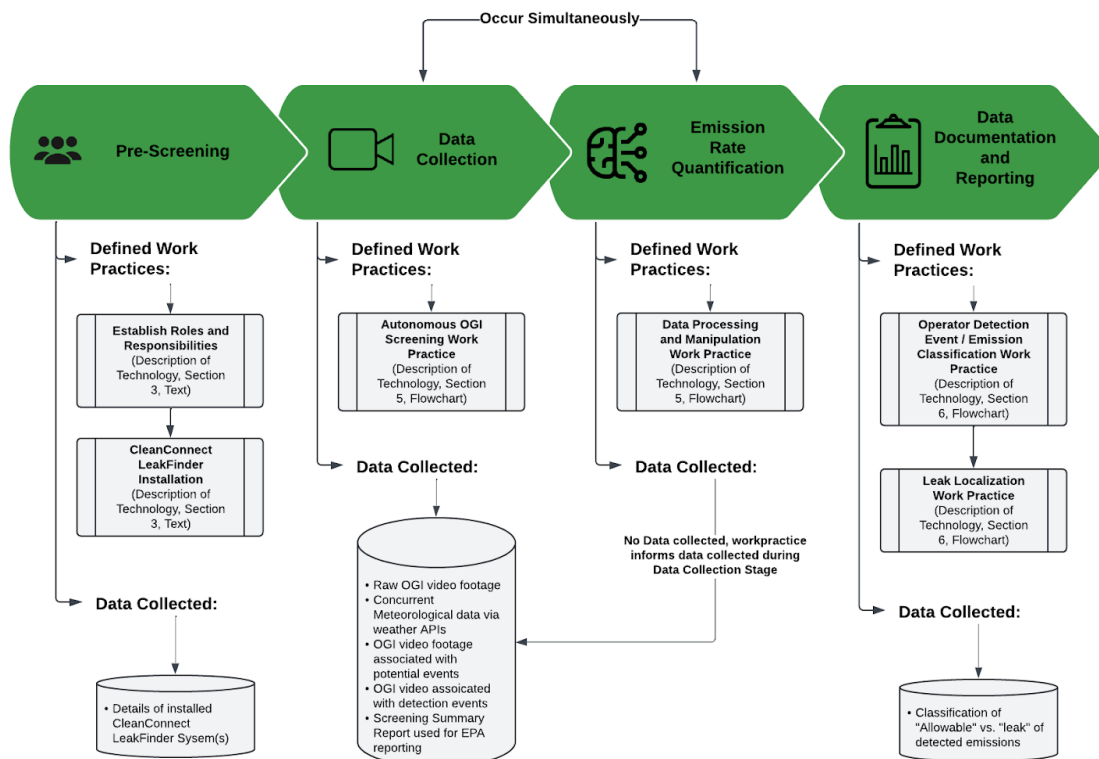 Occur Simultaneously
Pre-Screening
Data
Collection
Emission
Rate
Quantification
Data
Documentation
and
Reporting
Defined Work
Practices:
Establish Roles and
Responsibilities
(Description of
Technology, Section
3, Text)
CleanConnect
LeakFinder
Installation
(Description of
Technology, Section
3, Text)
Data Collected:
• Details of installed
CleanConnect
LeakFinder Sysem(s)
Defined Work
Practices:
Autonomous OGI
Screening Work
Practice
(Description of
Technology, Section
5, Flowchart)
Data Collected:
• Raw OGI video footage
• Concurrent
Meteorological data via
weather APIs
• OGI video footage
associated with
potential events
• OGI video assoicated
with detection events
• Screening Summary
Report used for EPA
reporting
Defined Work
Practices:
Data Processing
and Manipulation
Work Practice
(Description of
Technology, Section
5, Flowchart)
Data Collected:
No Data collected, workpractice
informs data collected during
Data Collection Stage
Defined Work
Practices:
Operator Detection
Event / Emission
Classification Work
Practice
(Description of
Technology, Section
6, Flowchart)
Leak Localization
Work Practice
(Description of
Technology, Section
6, Flowchart)
Data Collected:
• Classification of
"Allowable" vs. "leak" of
detected emissions